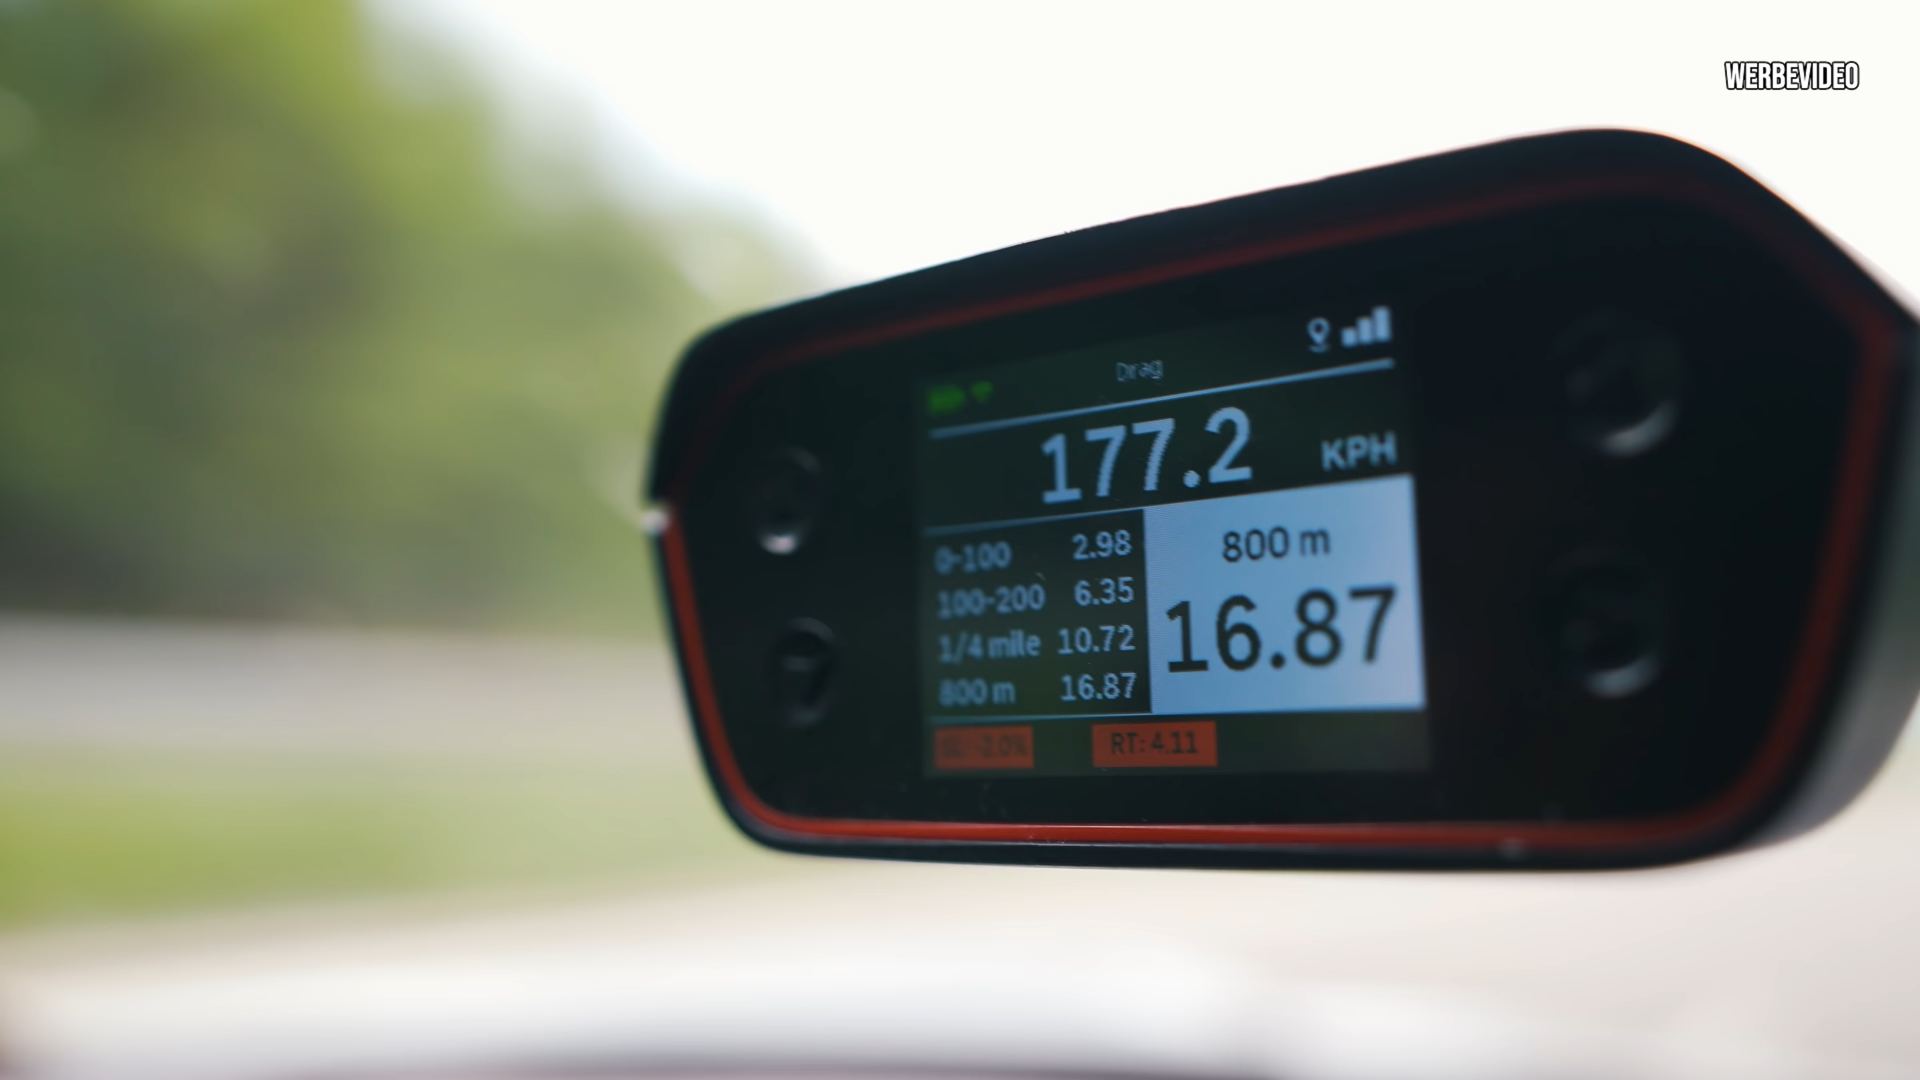 WERBEVIDEO
Drag
177.2 KPH
0-100 2.98
100-200 6.35
1/4 mile 10.72
800 m 16.87
800 m
16.87
RT: 4.11